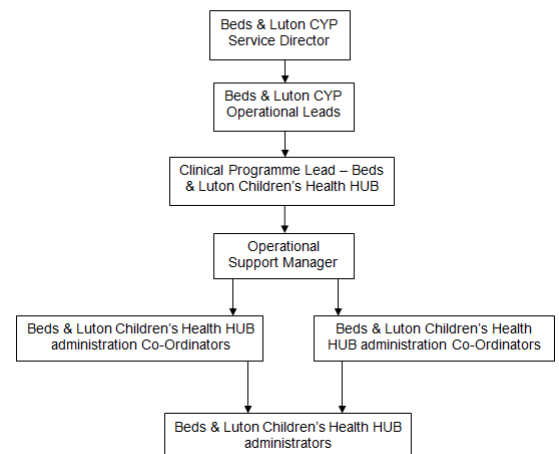 Beds & Luton CYP
Service Director
Beds & Luton CYP
Operational Leads
Clinical Programme Lead – Beds
& Luton Children's Health HUB
Operational
Support Manager
Beds & Luton Children's Health HUB
administration Co-Ordinators
Beds & Luton Children's Health
HUB administration Co-Ordinators
Beds & Luton Children's Health HUB
administrators